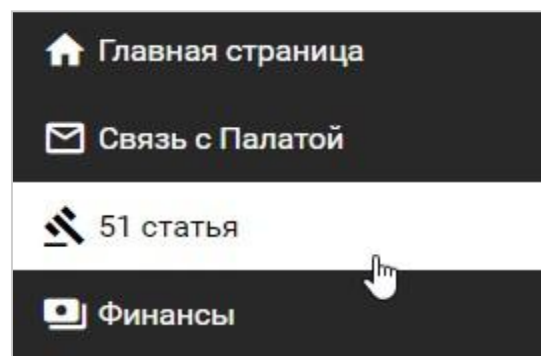 Главная страница
Связь с Палатой
51 статья
Финансы